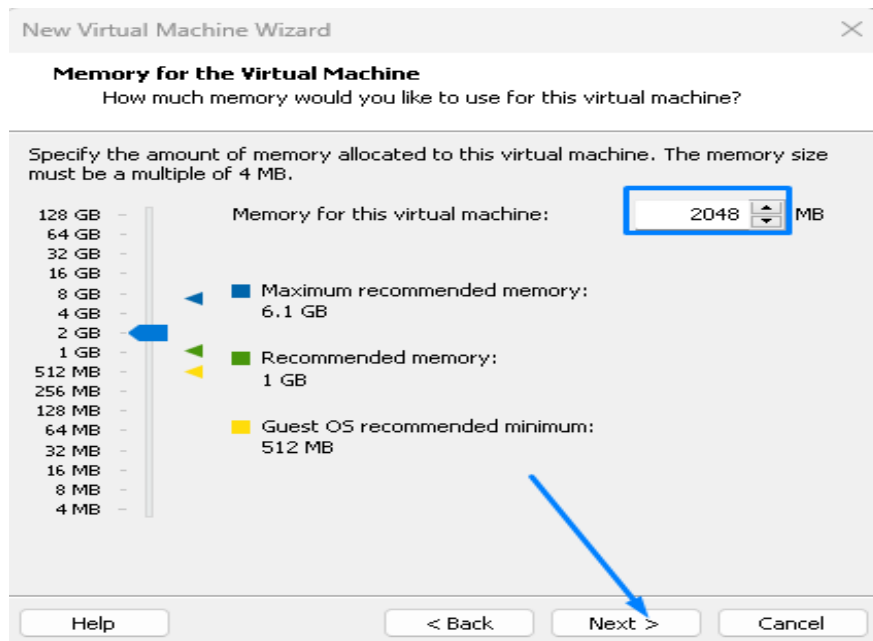 New Virtual Machine Wizard
Memory for the Virtual Machine
How much memory would you like to use for this virtual machine?
Specify the amount of memory allocated to this virtual machine. The memory size
must be a multiple of 4 MB.
Memory for this virtual machine: 2048 MB
128 GB
64 GB
32 GB
16 GB
8 GB
4 GB
2 GB
1 GB
512 MB
256 MB
128 MB
64 MB
32 MB
16 MB
8 MB
4 MB
Maximum recommended memory:
6.1 GB
Recommended memory:
1 GB
Guest OS recommended minimum:
512 MB
Help < Back Next > Cancel